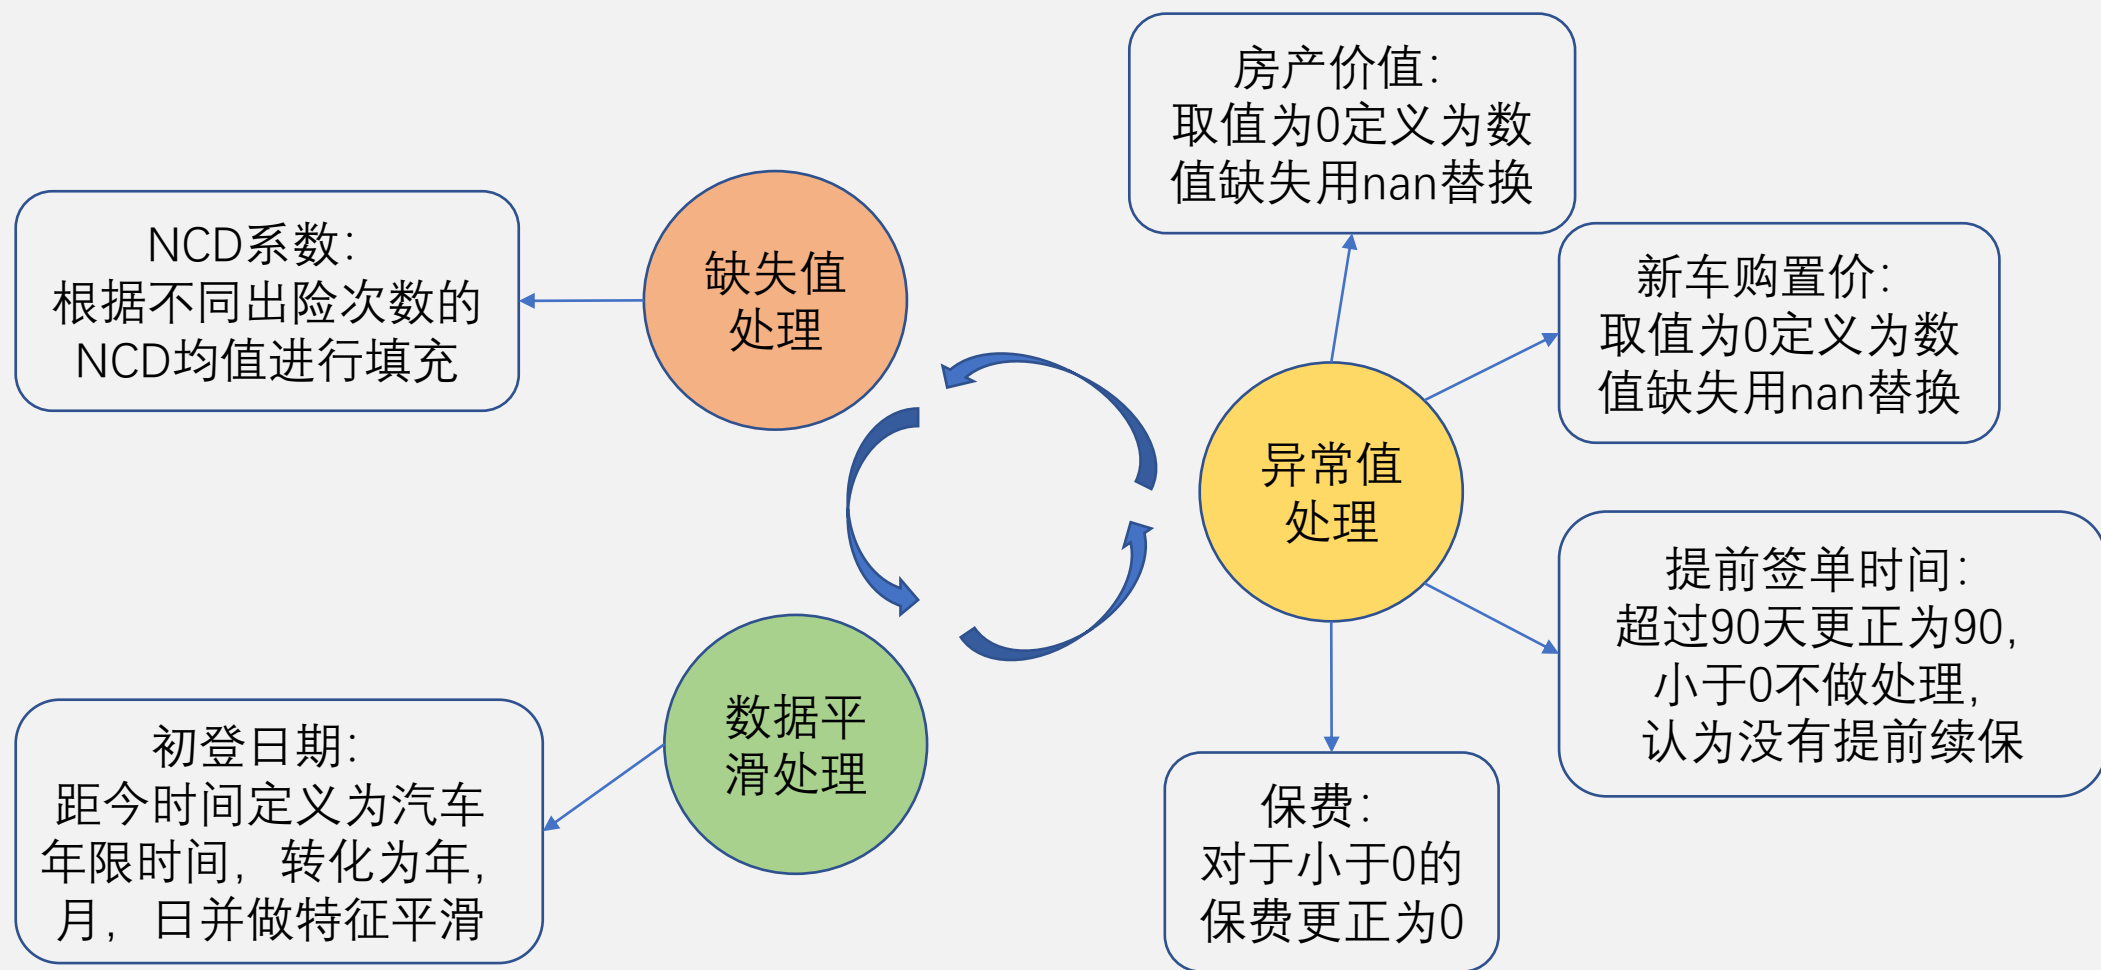 NCD系数：
根据不同出险次数的
NCD均值进行填充
缺失值
处理
房产价值：
取值为0定义为数
值缺失用nan替换
新车购置价：
取值为0定义为数
值缺失用nan替换
异常值
处理
提前签单时间：
超过90天更正为90，
小于0不做处理，
认为没有提前续保
保费：
对于小于0的
保费更正为0
数据平
滑处理
初登日期：
距今时间定义为汽车
年限时间，转化为年，
月，日并做特征平滑